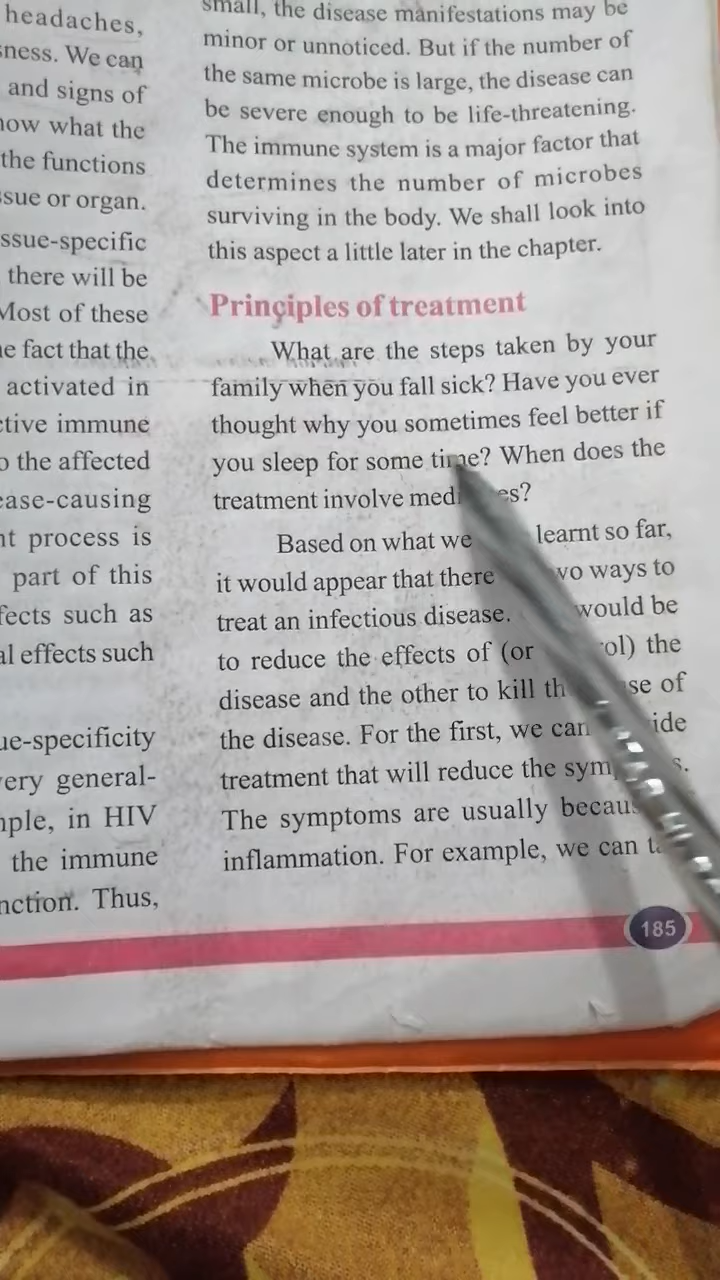 headaches,
ness. We can
and signs of
now what the
the functions
sue or organ.
ssue-specific
there will be
Most of these
e fact that the
activated in
ctive immune
o the affected
ease-causing
nt process is
part of this
fects such as
al effects such
ue-specificity
very general-
mple, in HIV
the immune
nction. Thus,
small, the disease manifestations may be
minor or unnoticed. But if the number of
the same microbe is large, the disease can
be severe enough to be life-threatening.
The immune system is a major factor that
determines the number of microbes
surviving in the body. We shall look into
this aspect a little later in the chapter.
Principles of treatment
What are the steps taken by your
family when you fall sick? Have you ever
thought why you sometimes feel better if
you sleep for some time? When does the
treatment involve med es?
Based on what we learnt so far,
it would appear that there wo ways to
treat an infectious disease. would be
to reduce the effects of (or ol) the
disease and the other to kill th se of
the disease. For the first, we can ide
treatment that will reduce the sym s.
The symptoms are usually becau
inflammation. For example, we can t
185